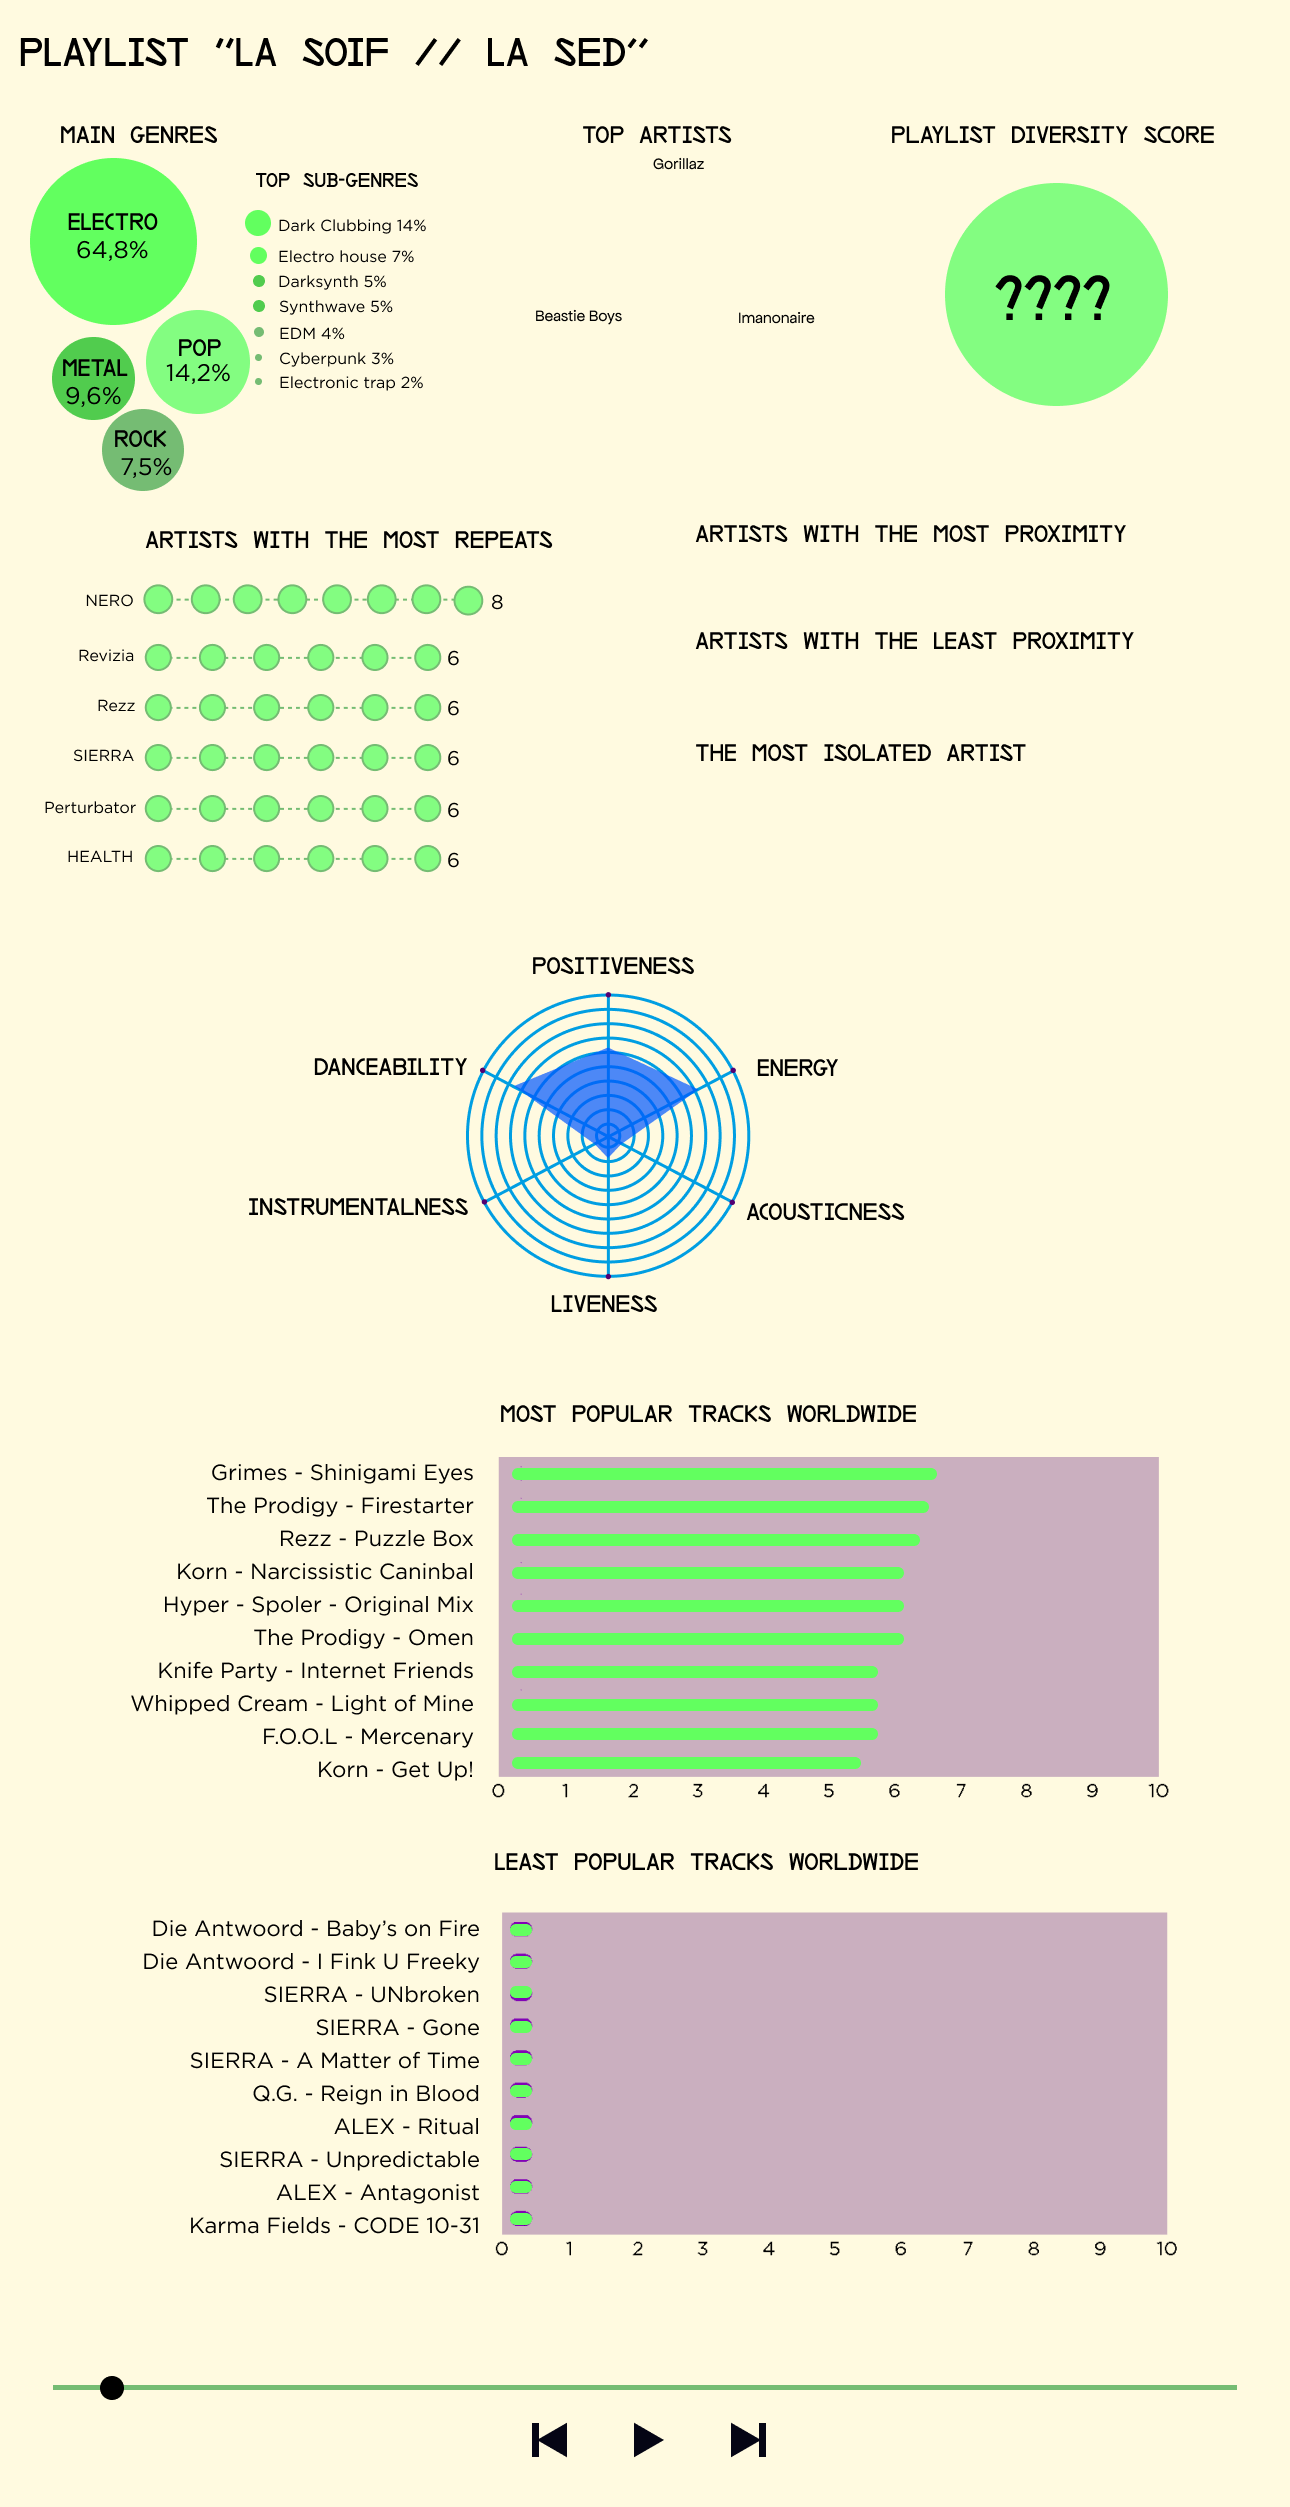 PLAYLIST “LA SOIF // LA SED”
MAIN GENRES
ELECTRO
64,8%
POP
14,2%
METAL
9,6%
ROCK
7,5%
TOP SUB-GENRES
Dark Clubbing 14%
Electro house 7%
Darksynth 5%
Synthwave 5%
EDM 4%
Cyberpunk 3%
Electronic trap 2%
TOP ARTISTS
Gorillaz
Beastie Boys
Imanonaire
PLAYLIST DIVERSITY SCORE
????
ARTISTS WITH THE MOST REPEATS
NERO 8
Revizia 6
Rezz 6
SIERRA 6
Perturbator 6
HEALTH 6
ARTISTS WITH THE MOST PROXIMITY
ARTISTS WITH THE LEAST PROXIMITY
THE MOST ISOLATED ARTIST
POSITIVENESS
DANCEABILITY
ENERGY
INSTRUMENTALNESS
ACOUSTICNESS
LIVENESS
MOST POPULAR TRACKS WORLDWIDE
Grimes - Shinigami Eyes
The Prodigy - Firestarter
Rezz - Puzzle Box
Korn - Narcissistic Caninbal
Hyper - Spoler - Original Mix
The Prodigy - Omen
Knife Party - Internet Friends
Whipped Cream - Light of Mine
F.O.O.L - Mercenary
Korn - Get Up!
0 1 2 3 4 5 6 7 8 9 10
LEAST POPULAR TRACKS WORLDWIDE
Die Antwoord - Baby’s on Fire
Die Antwoord - I Fink U Freeky
SIERRA - UNbroken
SIERRA - Gone
SIERRA - A Matter of Time
Q.G. - Reign in Blood
ALEX - Ritual
SIERRA - Unpredictable
ALEX - Antagonist
Karma Fields - CODE 10-31
0 1 2 3 4 5 6 7 8 9 10